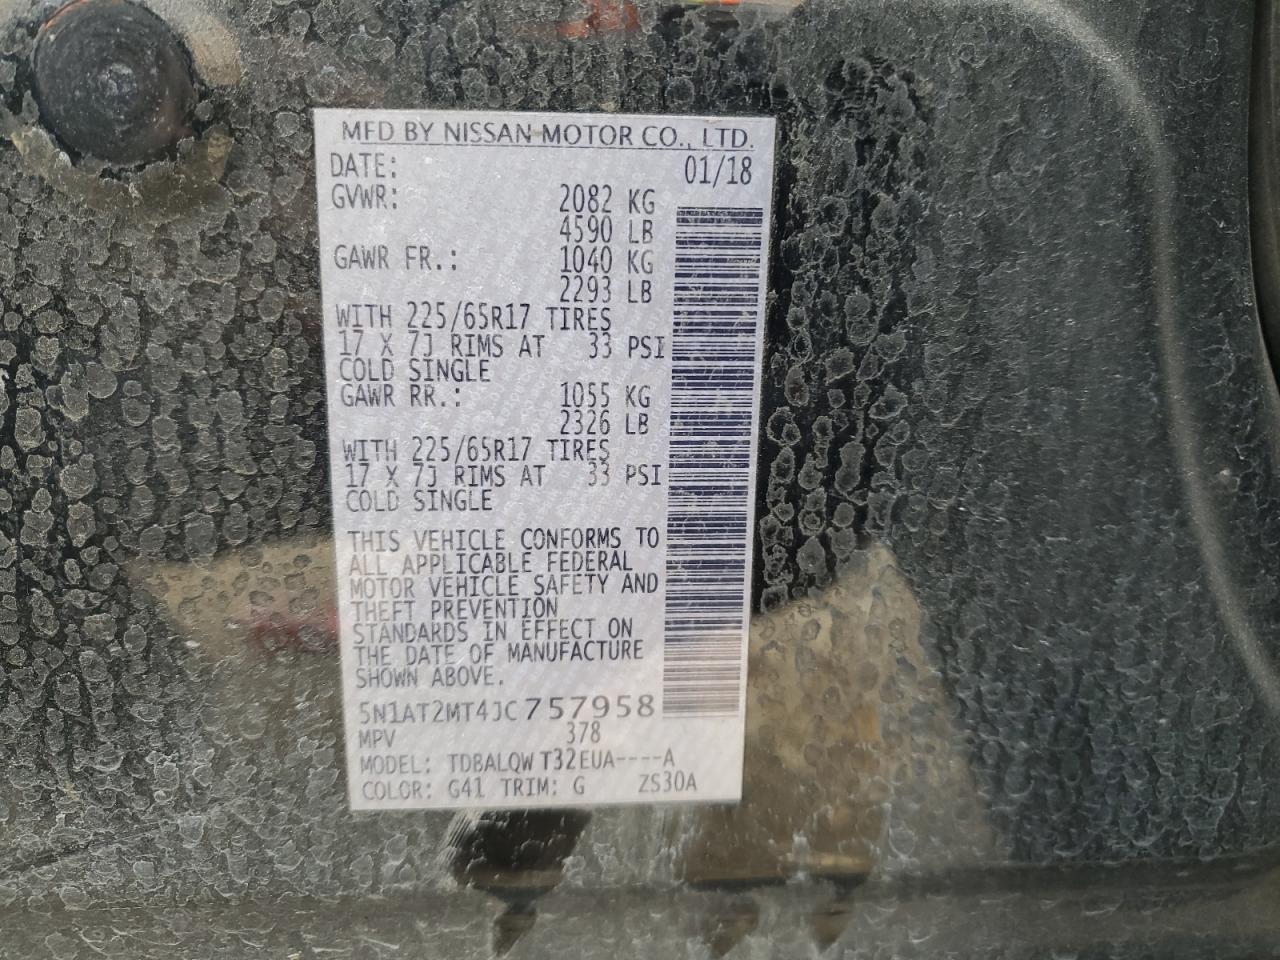 MFD BY NISSAN MOTOR CO., LTD.
DATE: 01/18
GVWR: 2082 KG
4590 LB
GAWR FR.: 1040 KG
2293 LB
WITH 225/65R17 TIRES
17 X 7J RIMS AT 33 PSI
COLD SINGLE
GAWR RR.: 1055 KG
2326 LB
WITH 225/65R17 TIRES
17 X 7J RIMS AT 33 PSI
COLD SINGLE
THIS VEHICLE CONFORMS TO
ALL APPLICABLE FEDERAL
MOTOR VEHICLE SAFETY AND
THEFT PREVENTION
STANDARDS IN EFFECT ON
THE DATE OF MANUFACTURE
SHOWN ABOVE.
5N1AT2MT4JC757958
MPV 378
MODEL: TDBALQW T32EUA----A
COLOR: G41 TRIM: G ZS30A